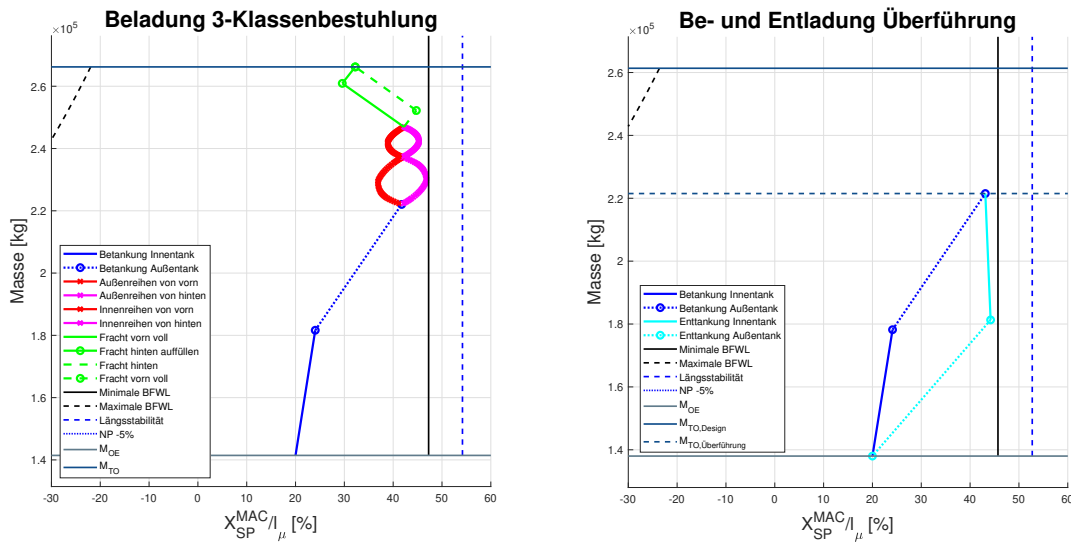 Beladung 3-Klassenbestuhlung
×10^5
Masse [kg]
2.6
2.4
2.2
2
1.8
1.6
1.4
Betankung Innentank
Betankung Außentank
Außenreihen von vorn
Außenreihen von hinten
Innenreihen von vorn
Innenreihen von hinten
Fracht vorn voll
Fracht hinten auffüllen
Fracht hinten
Fracht vorn voll
Minimale BFWL
Maximale BFWL
Längsstabilität
NP -5%
M_OE
M_TO
-30 -20 -10 0 10 20 30 40 50 60
X_SP^MAC/l_μ [%]
Be- und Entladung Überführung
×10^5
Masse [kg]
2.6
2.4
2.2
2
1.8
1.6
1.4
Betankung Innentank
Betankung Außentank
Enttankung Innentank
Enttankung Außentank
Minimale BFWL
Maximale BFWL
Längsstabilität
NP -5%
M_OE
M_TO,Design
M_TO,Überführung
-30 -20 -10 0 10 20 30 40 50 60
X_SP^MAC/l_μ [%]